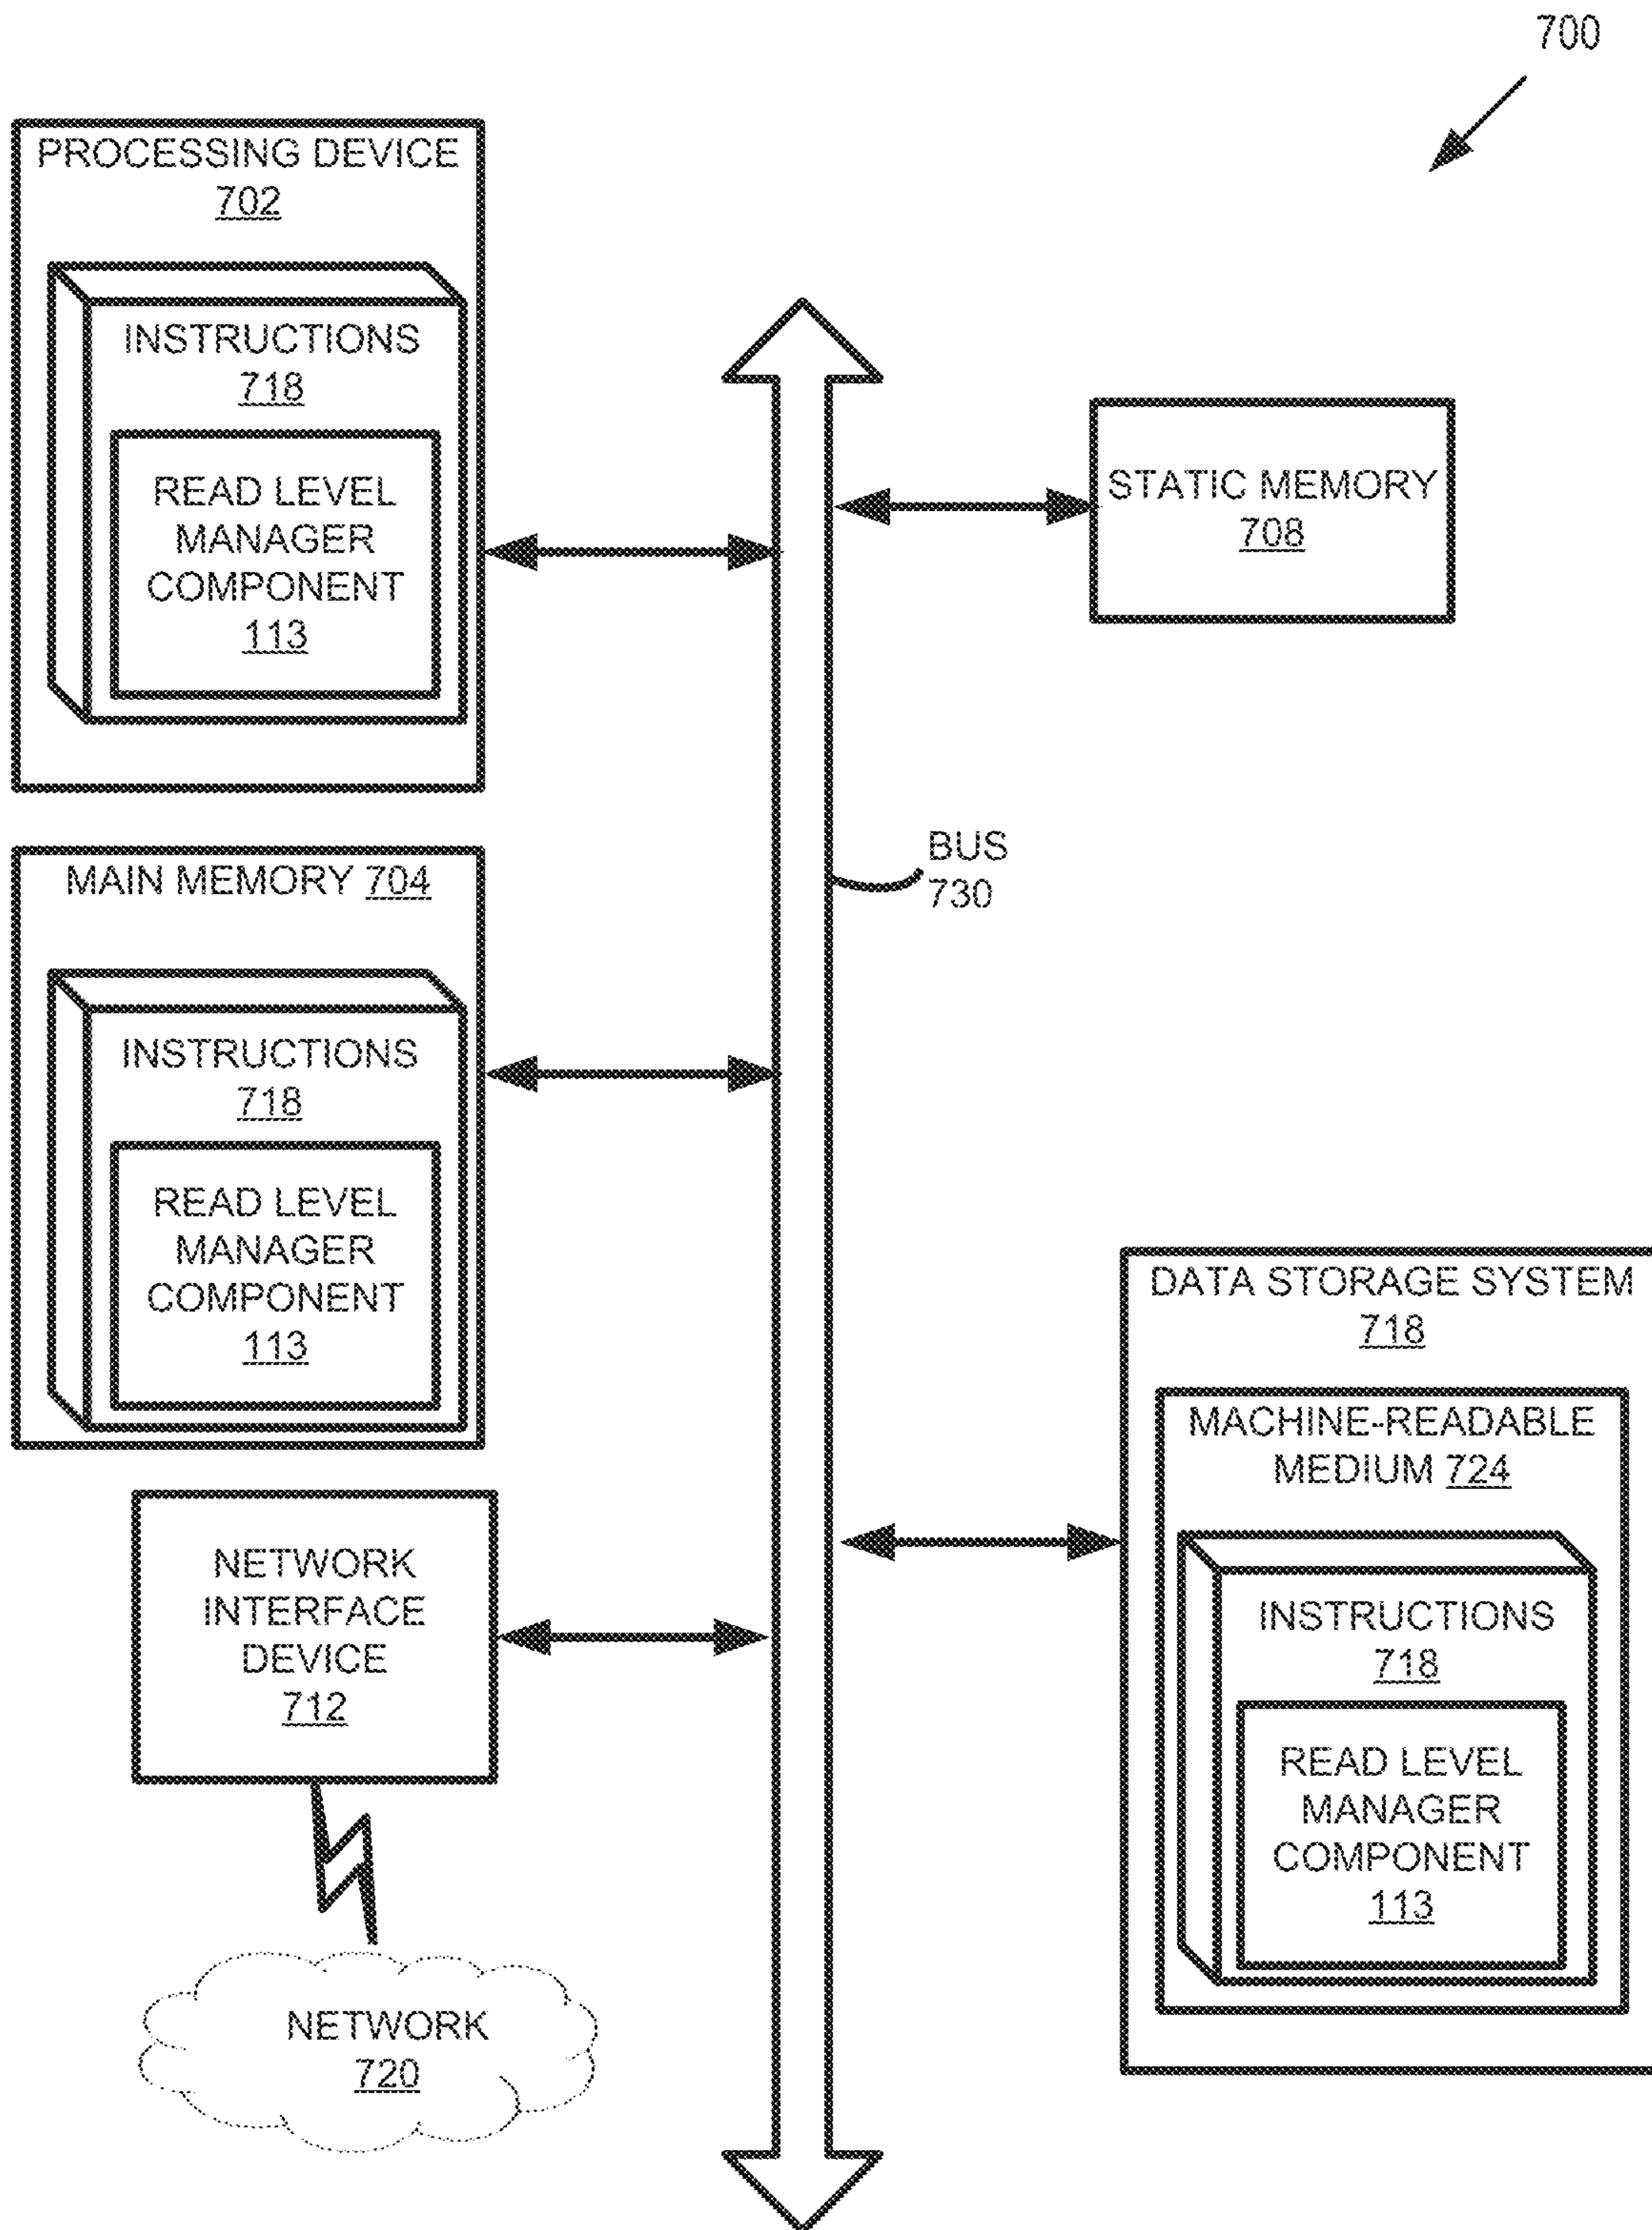 700
PROCESSING DEVICE
702
INSTRUCTIONS
718
READ LEVEL
MANAGER
COMPONENT
113
STATIC MEMORY
708
BUS
730
MAIN MEMORY 704
INSTRUCTIONS
718
READ LEVEL
MANAGER
COMPONENT
113
DATA STORAGE SYSTEM
718
MACHINE-READABLE
MEDIUM 724
INSTRUCTIONS
718
READ LEVEL
MANAGER
COMPONENT
113
NETWORK
INTERFACE
DEVICE
712
NETWORK
720